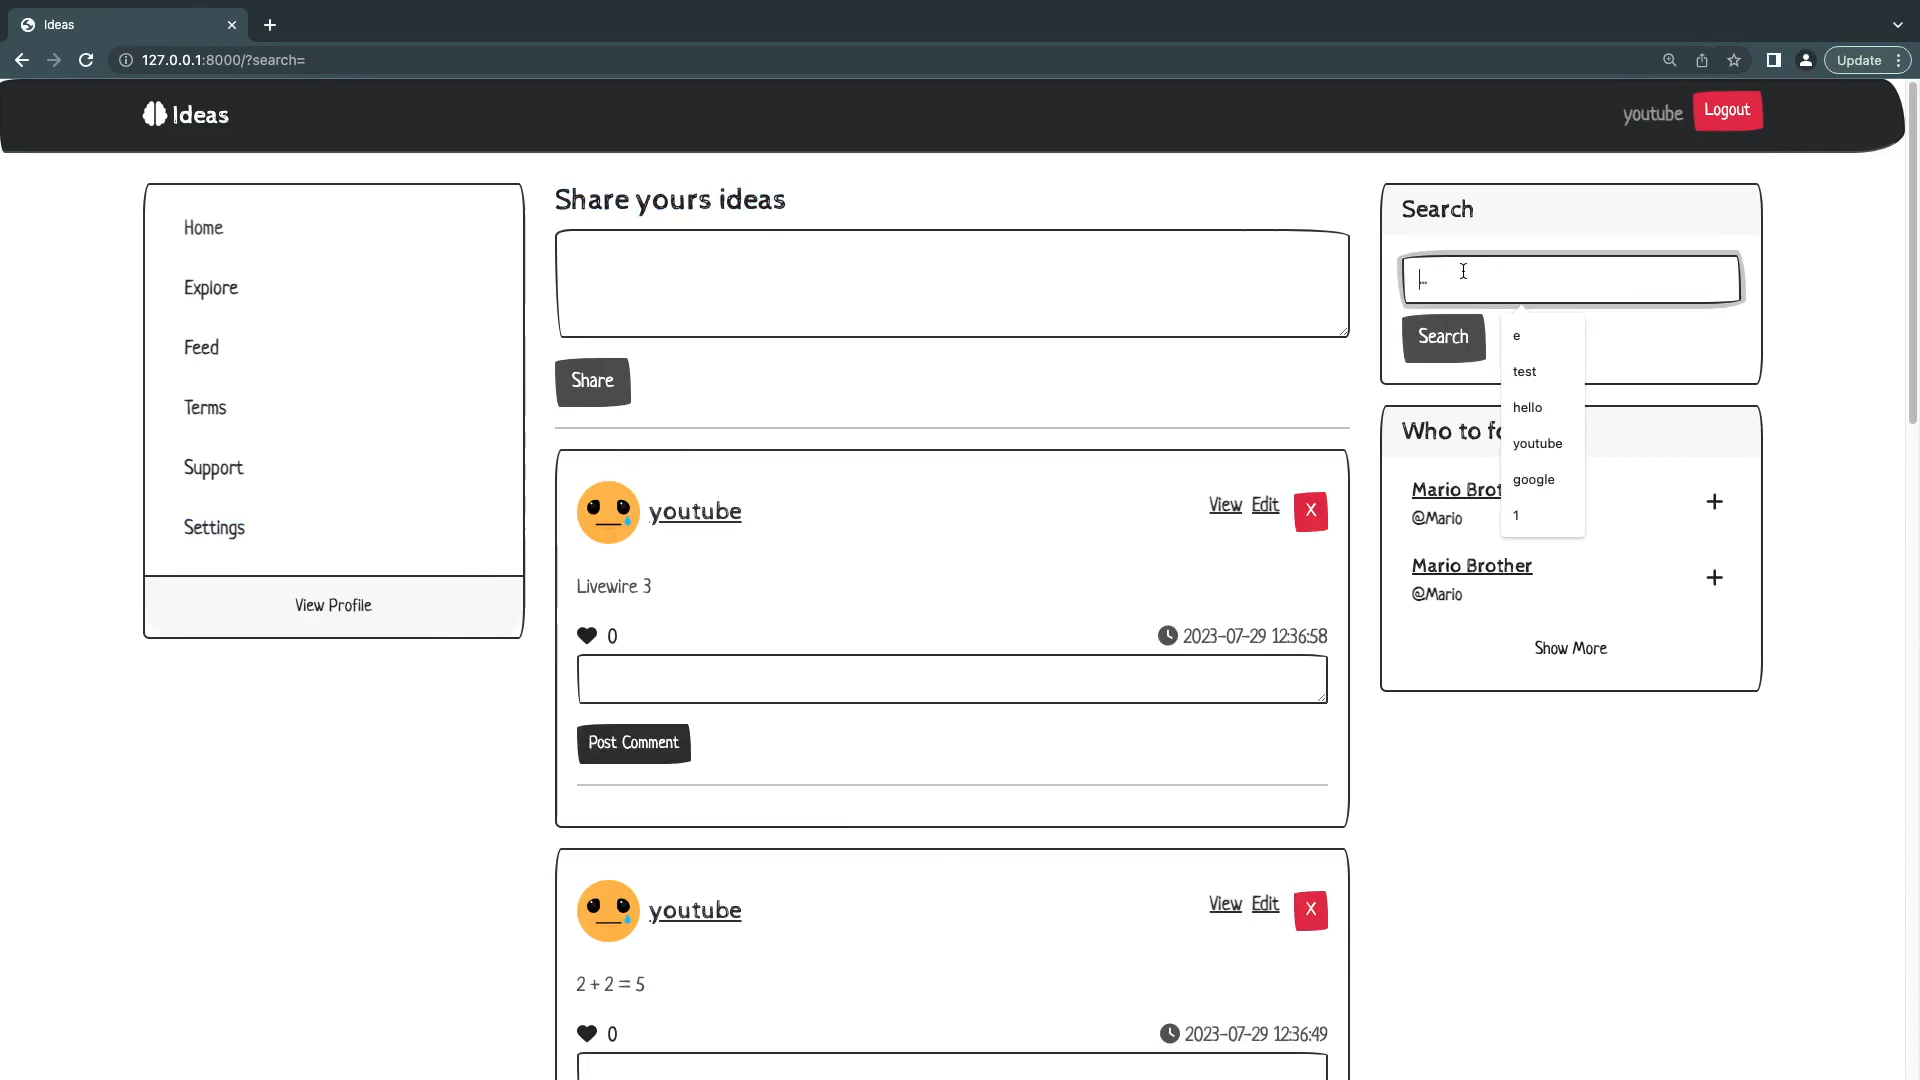 Ideas
127.0.0.1:8000/?search=
Update
Ideas
youtube
Logout
Home
Explore
Feed
Terms
Support
Settings
View Profile
Share yours ideas
Share
youtube
View Edit X
Livewire 3
0
2023-07-29 12:36:58
Post Comment
youtube
View Edit X
2 + 2 = 5
0
2023-07-29 12:36:49
Search
...
Search
e
test
hello
youtube
google
1
Who to fo
Mario Brot
@Mario
+
Mario Brother
@Mario
+
Show More